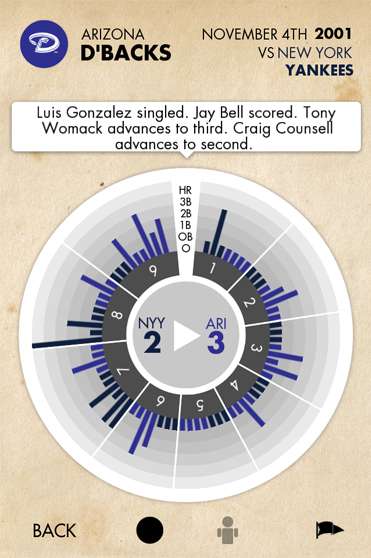 D
ARIZONA
D'BACKS
NOVEMBER 4TH 2001
VS NEW YORK
YANKEES
Luis Gonzalez singled. Jay Bell scored. Tony
Womack advances to third. Craig Counsell
advances to second.
HR
3B
2B
1B
OB
O
1
2
3
4
5
6
7
8
9
NYY
2
ARI
3
BACK